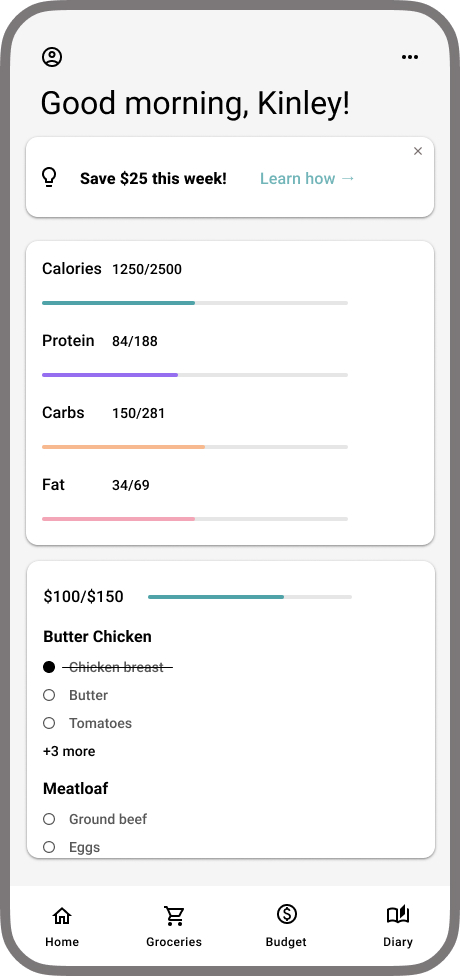 Good morning, Kinley!
Save $25 this week! Learn how →
Calories 1250/2500
Protein 84/188
Carbs 150/281
Fat 34/69
$100/$150
Butter Chicken
Chicken breast
Butter
Tomatoes
+3 more
Meatloaf
Ground beef
Eggs
Home Groceries Budget Diary